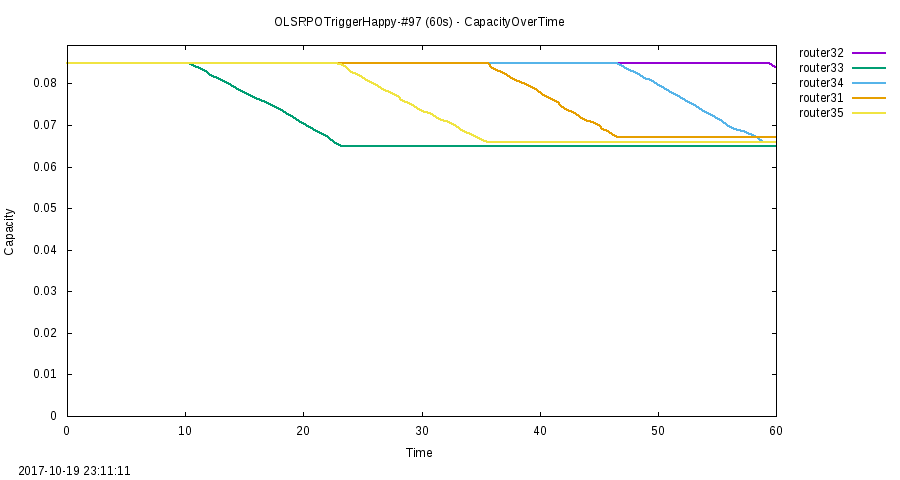 OLSRPOTriggerHappy-#97 (60s) - CapacityOverTime
router32
router33
router34
router31
router35
0.08
0.07
0.06
0.05
0.04
0.03
0.02
0.01
0
Capacity
0 10 20 30 40 50 60
Time
2017-10-19 23:11:11